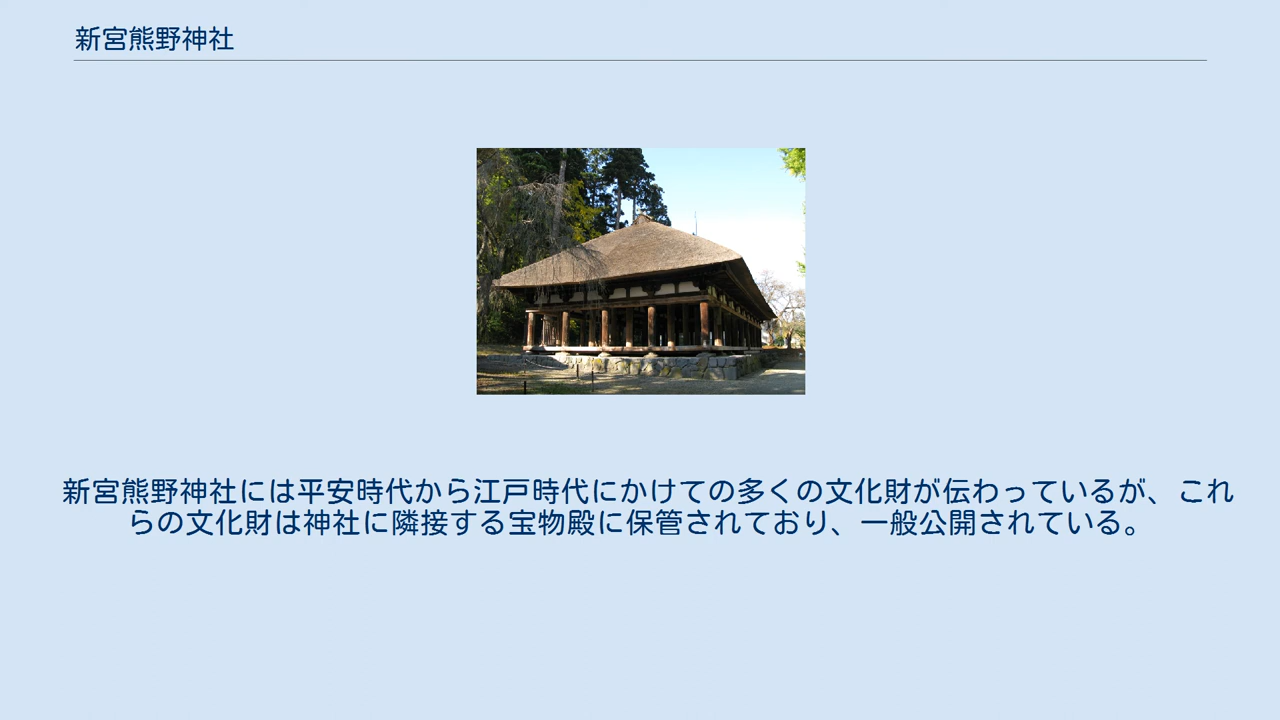 新宮熊野神社
新宮熊野神社には平安時代から江戸時代にかけての多くの文化財が伝わっているが、これ
らの文化財は神社に隣接する宝物殿に保管されており、一般公開されている。